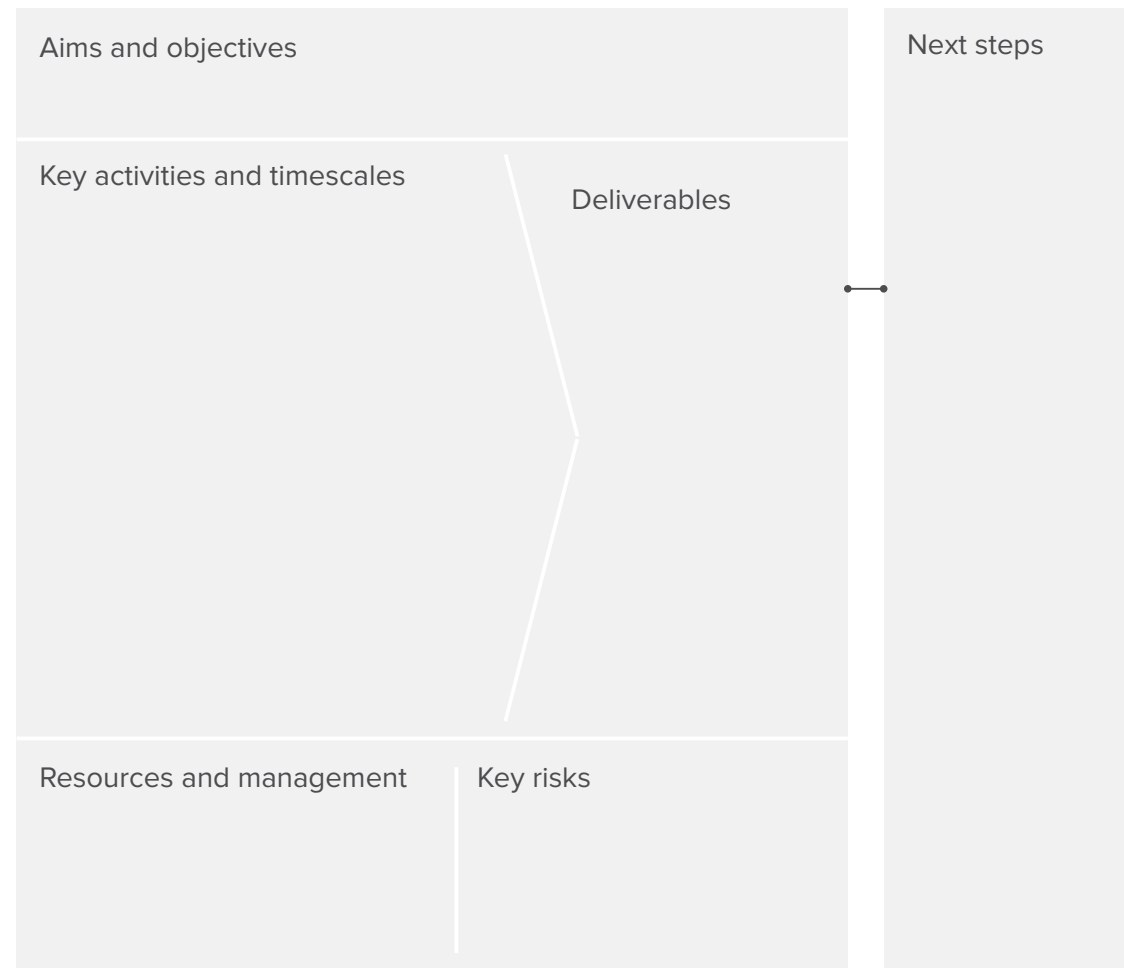 Aims and objectives
Next steps
Key activities and timescales
Deliverables
Resources and management
Key risks